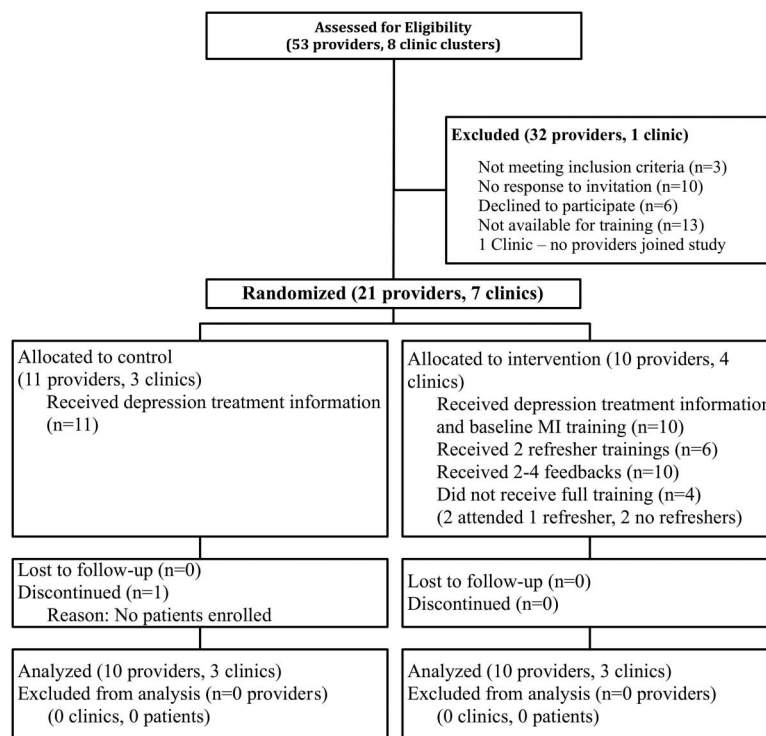 Assessed for Eligibility
(53 providers, 8 clinic clusters)
Excluded (32 providers, 1 clinic)
Not meeting inclusion criteria (n=3)
No response to invitation (n=10)
Declined to participate (n=6)
Not available for training (n=13)
1 Clinic – no providers joined study
Randomized (21 providers, 7 clinics)
Allocated to control
(11 providers, 3 clinics)
Received depression treatment information
(n=11)
Allocated to intervention (10 providers, 4
clinics)
Received depression treatment information
and baseline MI training (n=10)
Received 2 refresher trainings (n=6)
Received 2-4 feedbacks (n=10)
Did not receive full training (n=4)
(2 attended 1 refresher, 2 no refreshers)
Lost to follow-up (n=0)
Discontinued (n=1)
Reason: No patients enrolled
Lost to follow-up (n=0)
Discontinued (n=0)
Analyzed (10 providers, 3 clinics)
Excluded from analysis (n=0 providers)
(0 clinics, 0 patients)
Analyzed (10 providers, 3 clinics)
Excluded from analysis (n=0 providers)
(0 clinics, 0 patients)